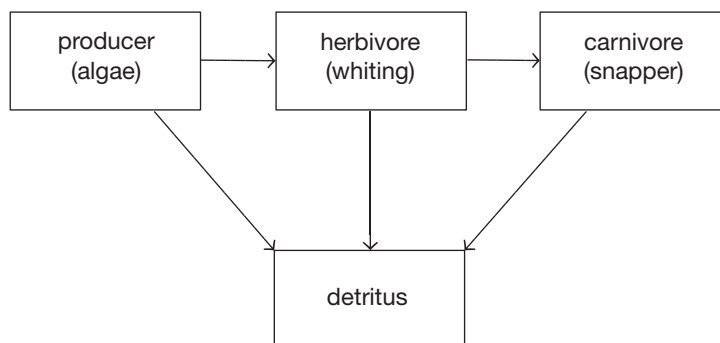 producer
(algae)
herbivore
(whiting)
carnivore
(snapper)
detritus